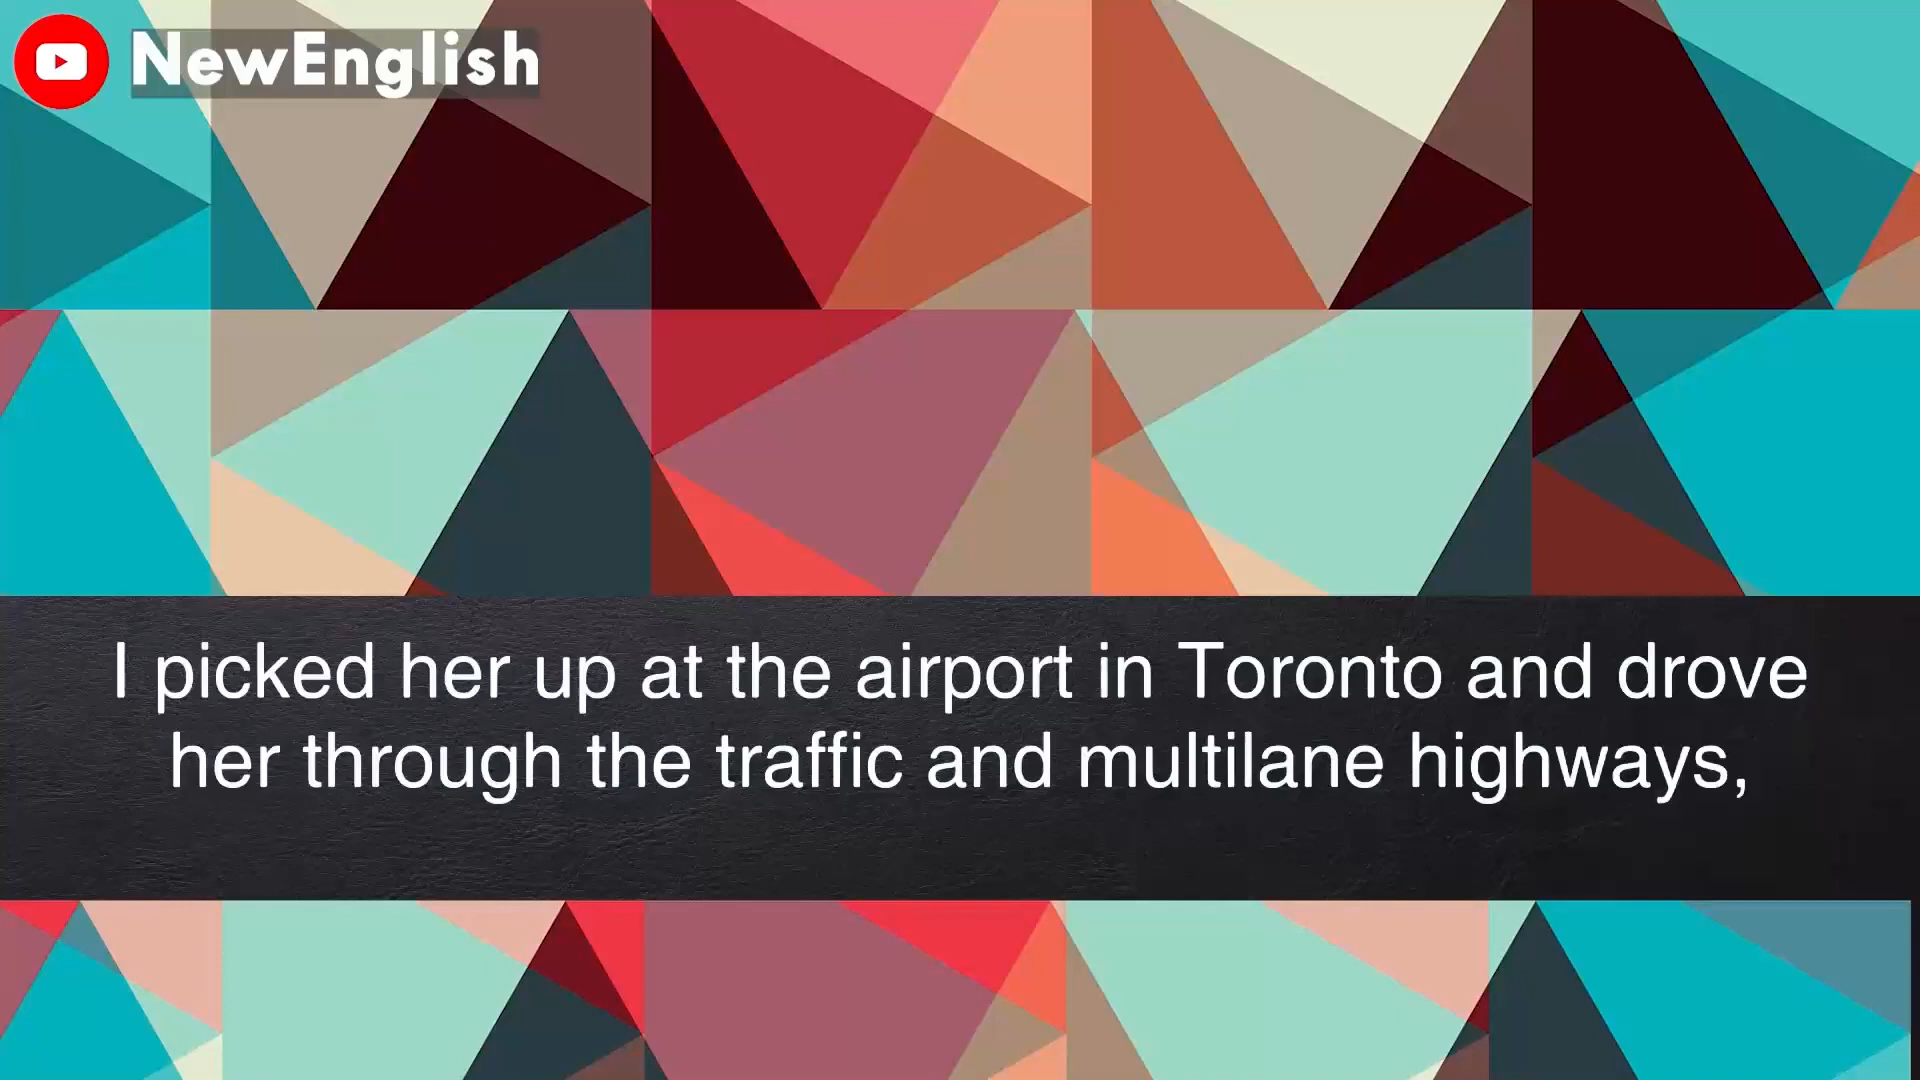 NewEnglish
I picked her up at the airport in Toronto and drove
her through the traffic and multilane highways,